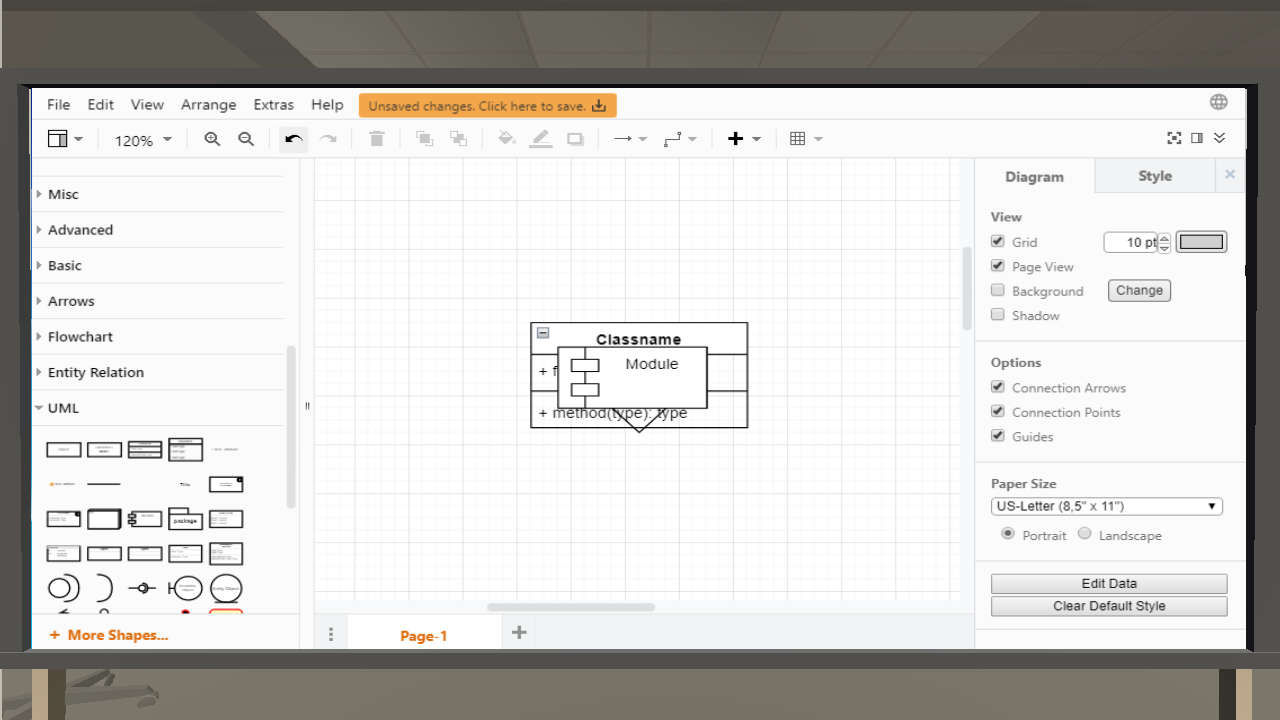 File Edit View Arrange Extras Help Unsaved changes. Click here to save.
120%
Misc
Advanced
Basic
Arrows
Flowchart
Entity Relation
UML
package
+ More Shapes...
Classname
+ f
Module
+ method(type): type
Page-1
Diagram Style
View
Grid 10 pt
Page View
Background Change
Shadow
Options
Connection Arrows
Connection Points
Guides
Paper Size
US-Letter (8,5" x 11")
Portrait Landscape
Edit Data
Clear Default Style